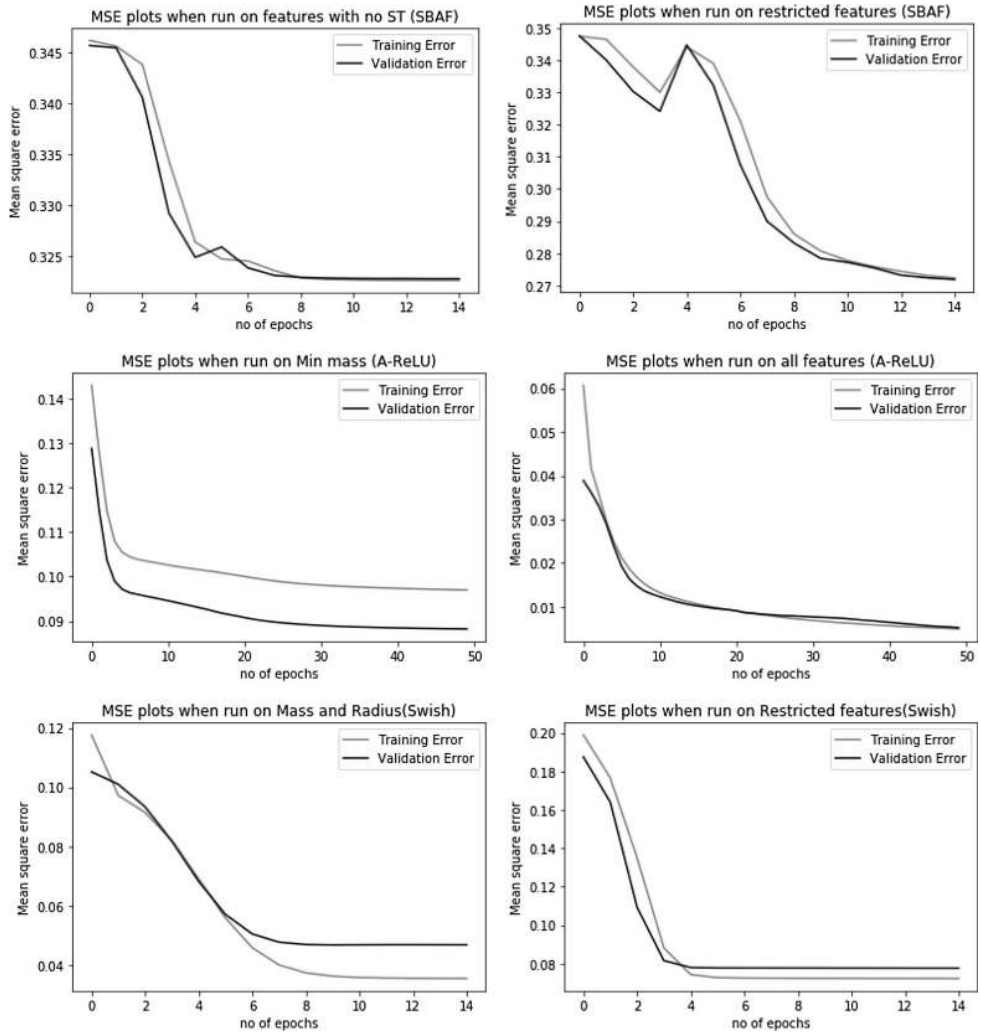 MSE plots when run on features with no ST (SBAF)
Training Error
Validation Error
Mean square error
0.345
0.340
0.335
0.330
0.325
0 2 4 6 8 10 12 14
no of epochs
MSE plots when run on restricted features (SBAF)
Training Error
Validation Error
Mean square error
0.35
0.34
0.33
0.32
0.31
0.30
0.29
0.28
0.27
0 2 4 6 8 10 12 14
no of epochs
MSE plots when run on Min mass (A-ReLU)
Training Error
Validation Error
Mean square error
0.14
0.13
0.12
0.11
0.10
0.09
0 10 20 30 40 50
no of epochs
MSE plots when run on all features (A-ReLU)
Training Error
Validation Error
Mean square error
0.06
0.05
0.04
0.03
0.02
0.01
0 10 20 30 40 50
no of epochs
MSE plots when run on Mass and Radius(Swish)
Training Error
Validation Error
Mean square error
0.12
0.10
0.08
0.06
0.04
0 2 4 6 8 10 12 14
no of epochs
MSE plots when run on Restricted features(Swish)
Training Error
Validation Error
Mean square error
0.20
0.18
0.16
0.14
0.12
0.10
0.08
0 2 4 6 8 10 12 14
no of epochs